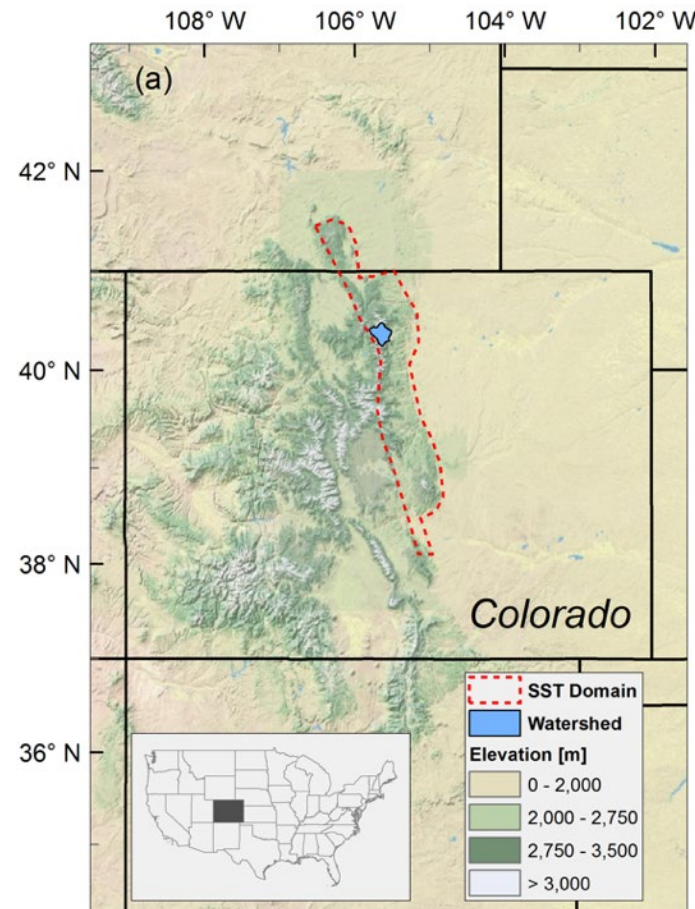 108° W 106° W 104° W 102° W
(a)
42° N
40° N
38° N
36° N
Colorado
SST Domain
Watershed
Elevation [m]
0 - 2,000
2,000 - 2,750
2,750 - 3,500
> 3,000